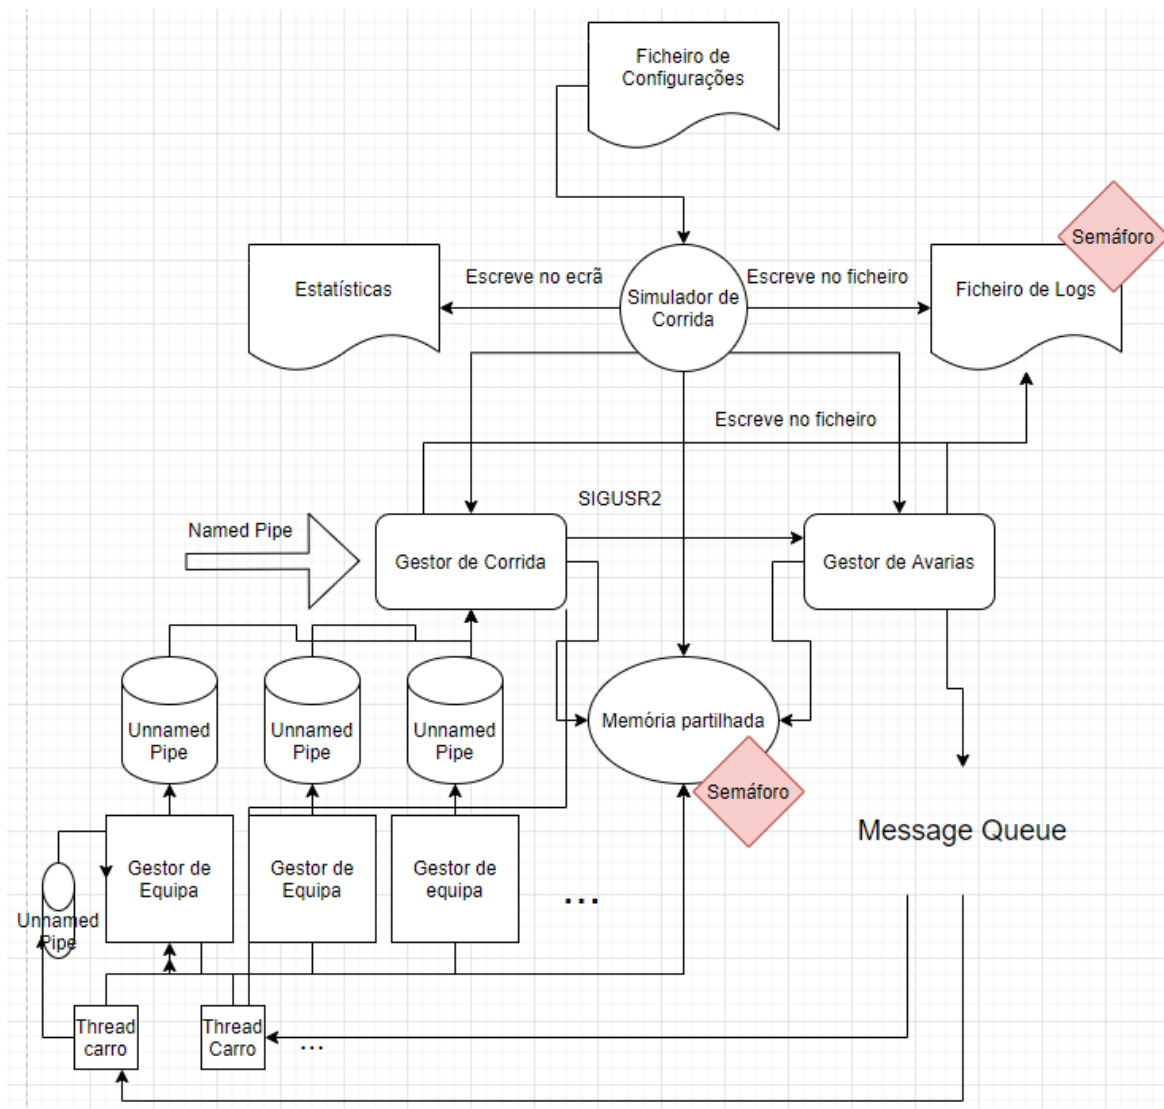 Ficheiro de
Configurações
Semáforo
Estatísticas
Escreve no ecrã
Simulador de
Corrida
Escreve no ficheiro
Ficheiro de Logs
Escreve no ficheiro
SIGUSR2
Named Pipe
Gestor de Corrida
Gestor de Avarias
Unnamed
Pipe
Unnamed
Pipe
Unnamed
Pipe
Memória partilhada
Semáforo
Message Queue
Gestor de
Equipa
Gestor de
Equipa
Gestor de
equipa
...
Unnamed
Pipe
Thread
carro
Thread
Carro
...